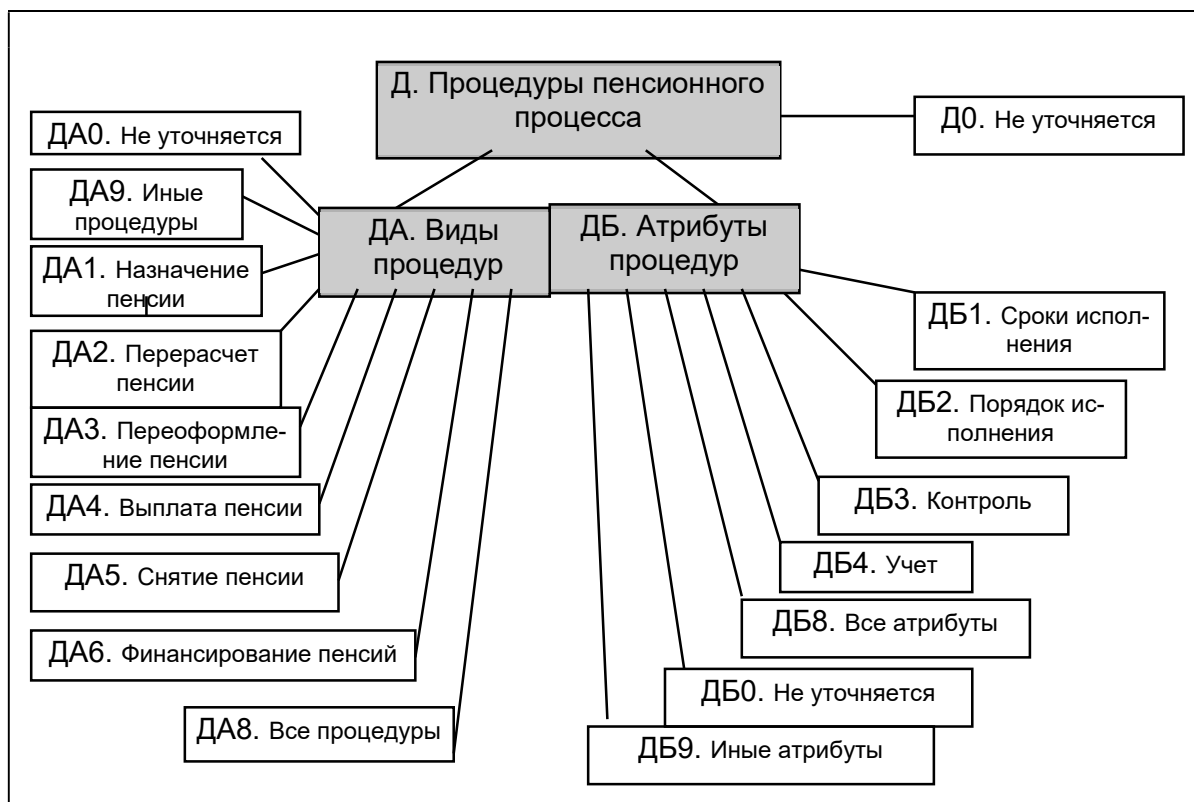 Д. Процедуры пенсионного
процесса
Д0. Не уточняется
ДА0. Не уточняется
ДА9. Иные
процедуры
ДА. Виды
процедур
ДБ. Атрибуты
процедур
ДА1. Назначение
пенсии
ДА2. Перерасчет
пенсии
ДА3. Переоформле-
ние пенсии
ДА4. Выплата пенсии
ДА5. Снятие пенсии
ДА6. Финансирование пенсий
ДА8. Все процедуры
ДБ1. Сроки испол-
нения
ДБ2. Порядок ис-
полнения
ДБ3. Контроль
ДБ4. Учет
ДБ8. Все атрибуты
ДБ0. Не уточняется
ДБ9. Иные атрибуты